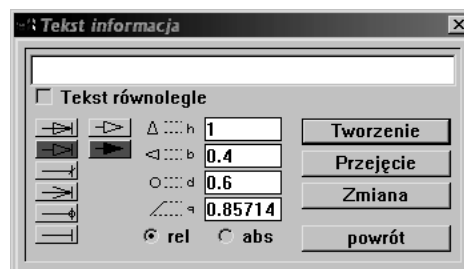 Tekst informacja
Tekst równolegle
h 1 Tworzenie
b 0.4 Przejęcie
d 0.6 Zmiana
q 0.85714
rel abs powrót